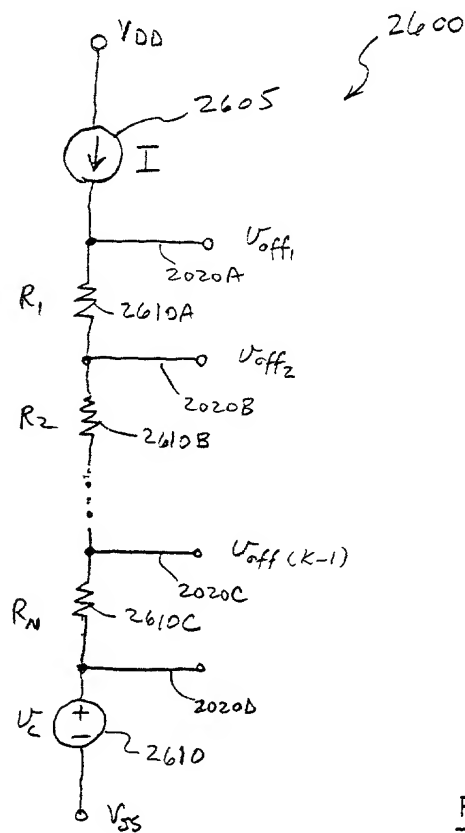 VDD
2600
2605
I
Voff1
2020A
R1
2610A
Voff2
2020B
R2
2610B
Voff (K-1)
2020C
RN
2610C
2020D
Vc
+
−
2610
VSS